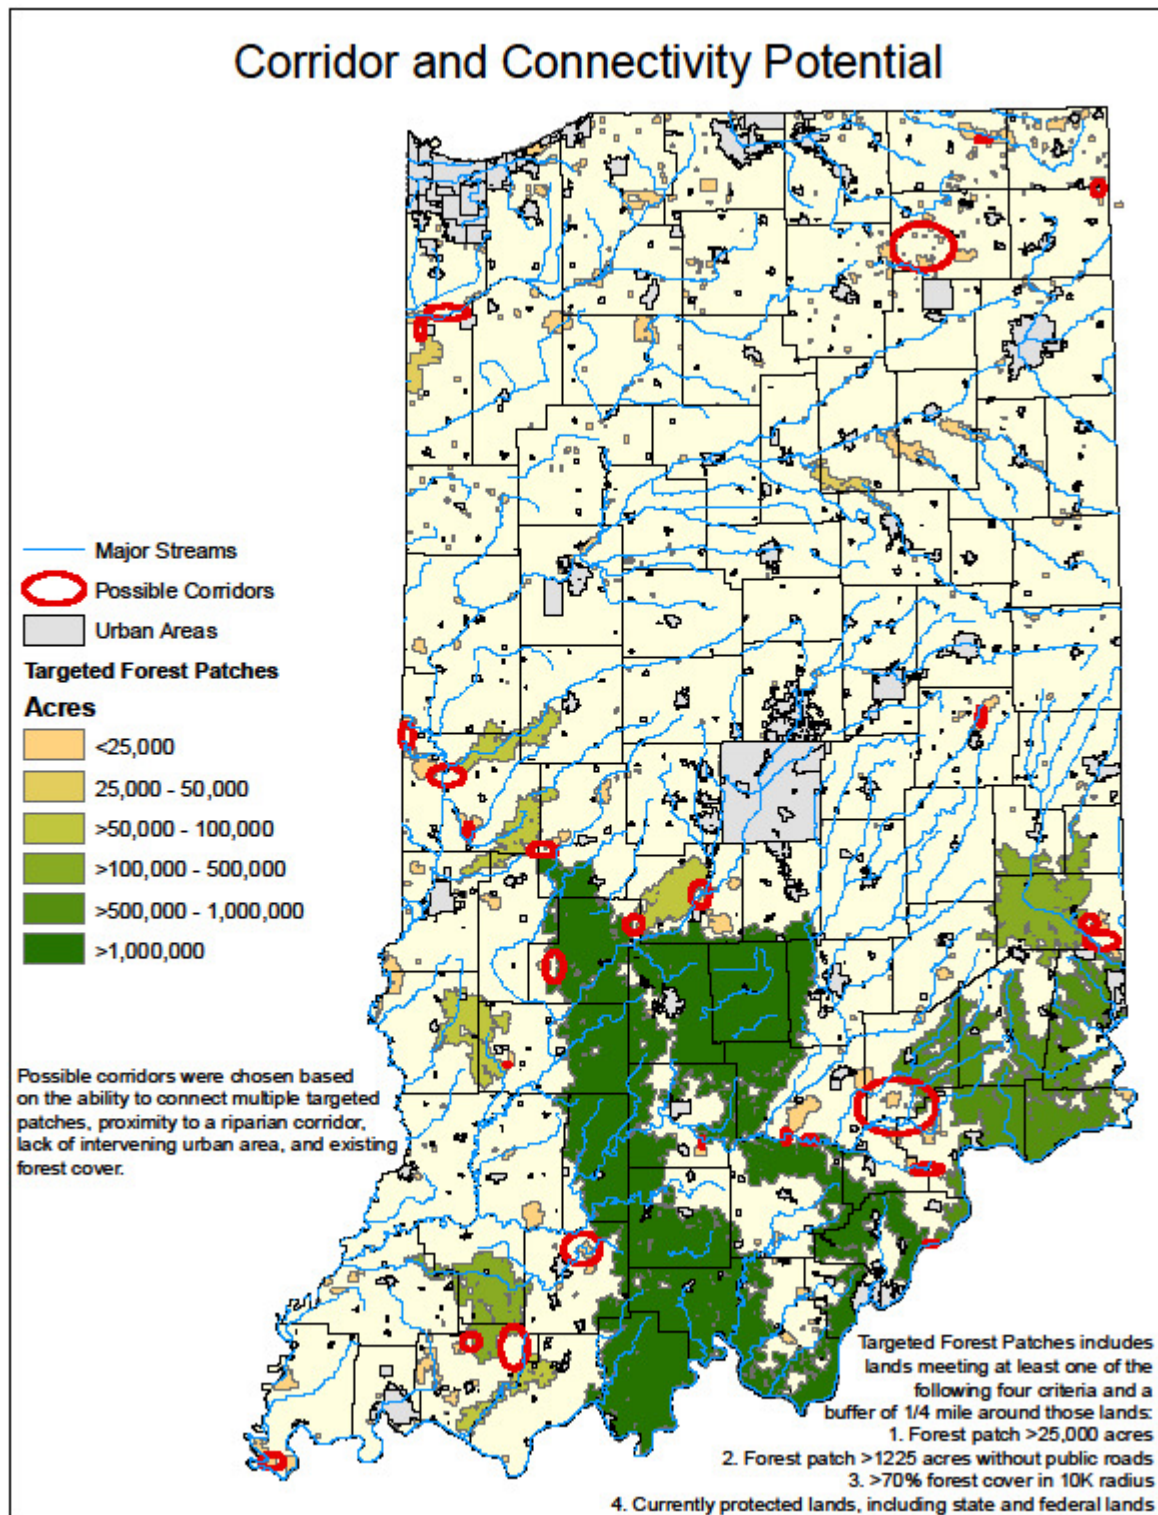 Corridor and Connectivity Potential
Major Streams
Possible Corridors
Urban Areas
Targeted Forest Patches
Acres
<25,000
25,000 - 50,000
>50,000 - 100,000
>100,000 - 500,000
>500,000 - 1,000,000
>1,000,000
Possible corridors were chosen based
on the ability to connect multiple targeted
patches, proximity to a riparian corridor,
lack of intervening urban area, and existing
forest cover.
Targeted Forest Patches includes
lands meeting at least one of the
following four criteria and a
buffer of 1/4 mile around those lands:
1. Forest patch >25,000 acres
2. Forest patch >1225 acres without public roads
3. >70% forest cover in 10K radius
4. Currently protected lands, including state and federal lands